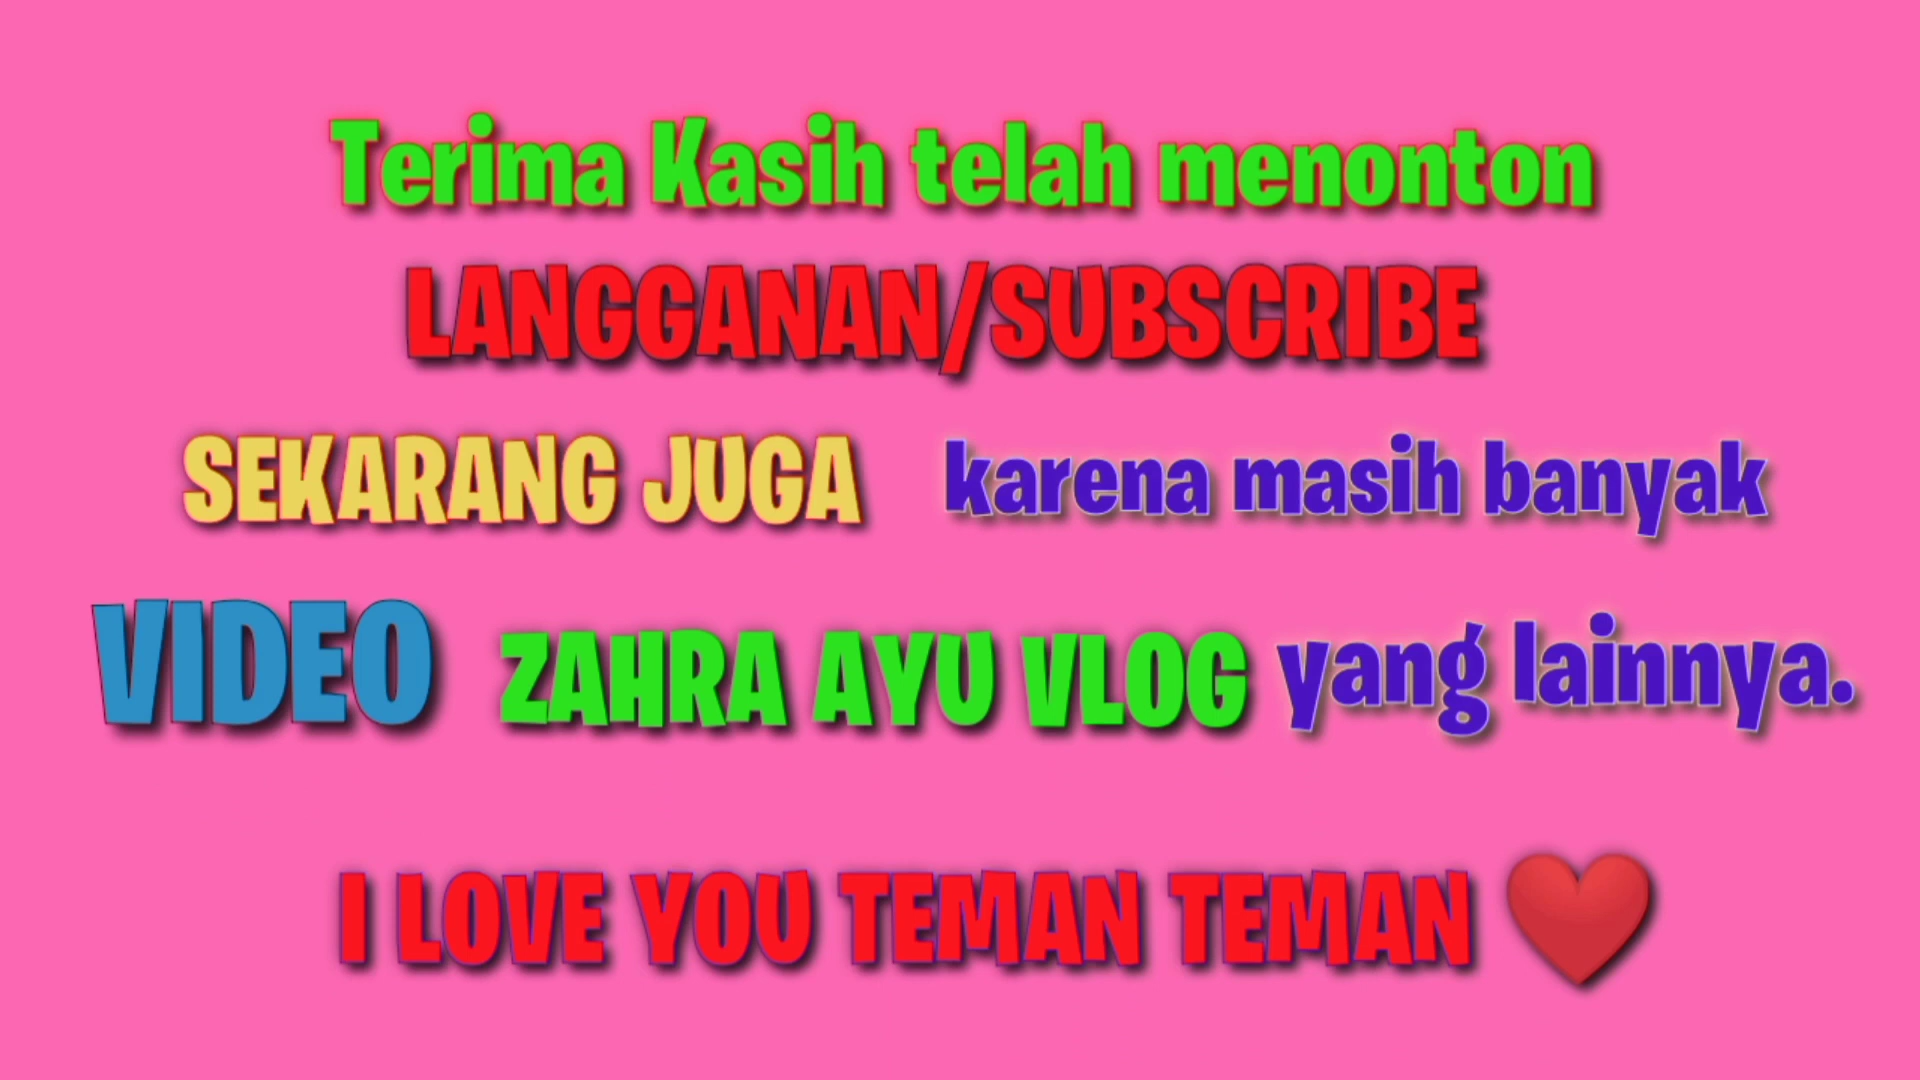 Terima Kasih telah menonton
LANGGANAN/SUBSCRIBE
SEKARANG JUGA karena masih banyak
VIDEO ZAHRA AYU VLOG yang lainnya.
I LOVE YOU TEMAN TEMAN ❤️